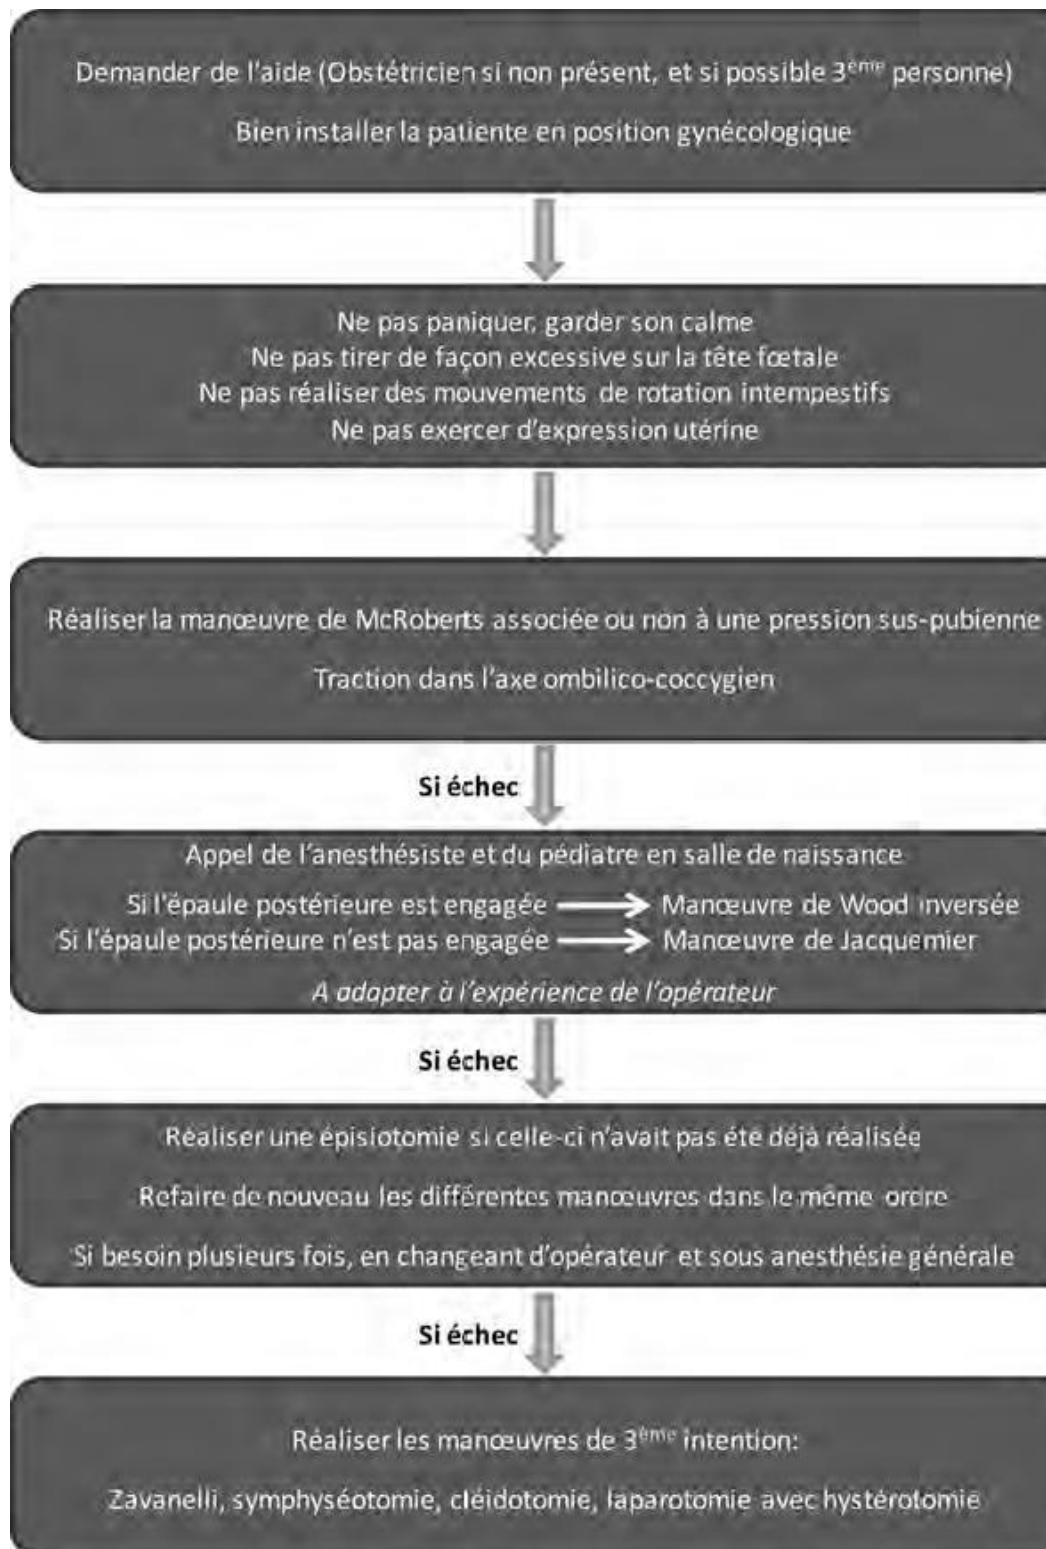 Demander de l'aide (Obstétricien si non présent, et si possible 3ème personne)
Bien installer la patiente en position gynécologique
Ne pas paniquer, garder son calme
Ne pas tirer de façon excessive sur la tête fœtale
Ne pas réaliser des mouvements de rotation intempestifs
Ne pas exercer d'expression utérine
Réaliser la manœuvre de McRoberts associée ou non à une pression sus-pubienne
Traction dans l'axe ombilico-coccygien
Si échec
Appel de l'anesthésiste et du pédiatre en salle de naissance
Si l'épaule postérieure est engagée → Manœuvre de Wood inversée
Si l'épaule postérieure n'est pas engagée → Manœuvre de Jacquemier
A adapter à l'expérience de l'opérateur
Si échec
Réaliser une épisiotomie si celle-ci n'avait pas été déjà réalisée
Refaire de nouveau les différentes manœuvres dans le même ordre
Si besoin plusieurs fois, en changeant d'opérateur et sous anesthésie générale
Si échec
Réaliser les manœuvres de 3ème intention:
Zavanelli, symphyséotomie, cléidotomie, laparotomie avec hystérotomie